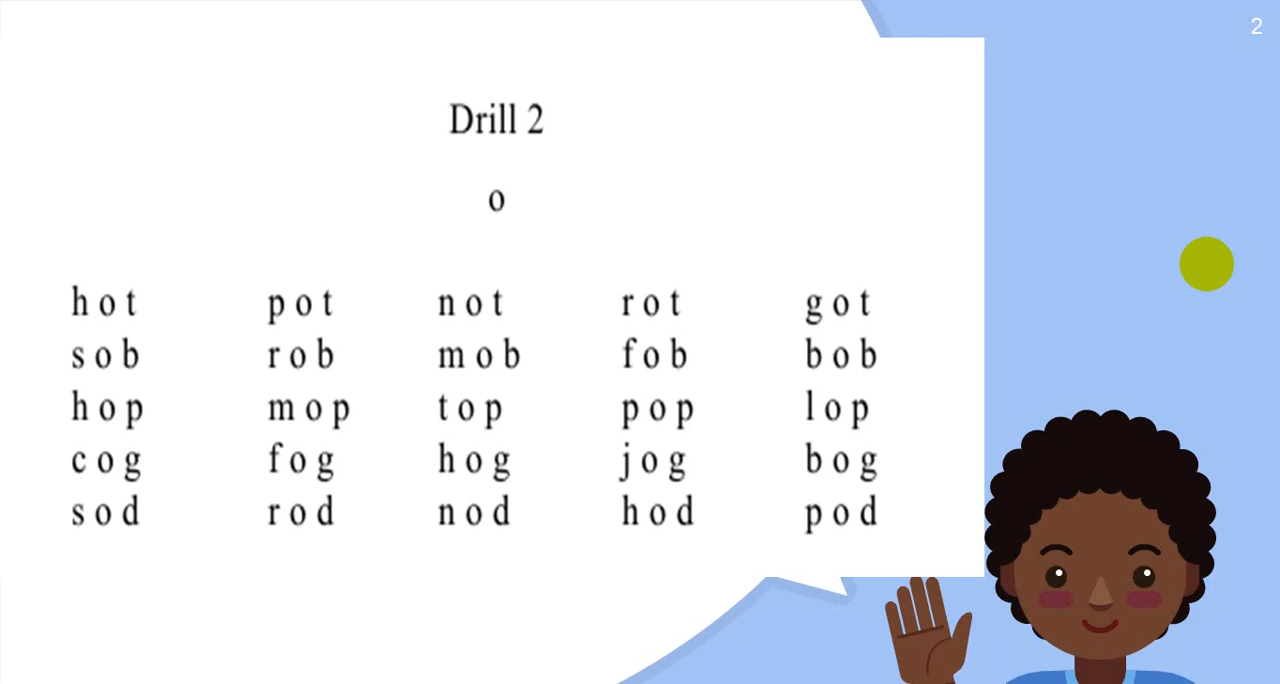 2
Drill 2
o
h o t p o t n o t r o t g o t
s o b r o b m o b f o b b o b
h o p m o p t o p p o p l o p
c o g f o g h o g j o g b o g
s o d r o d n o d h o d p o d